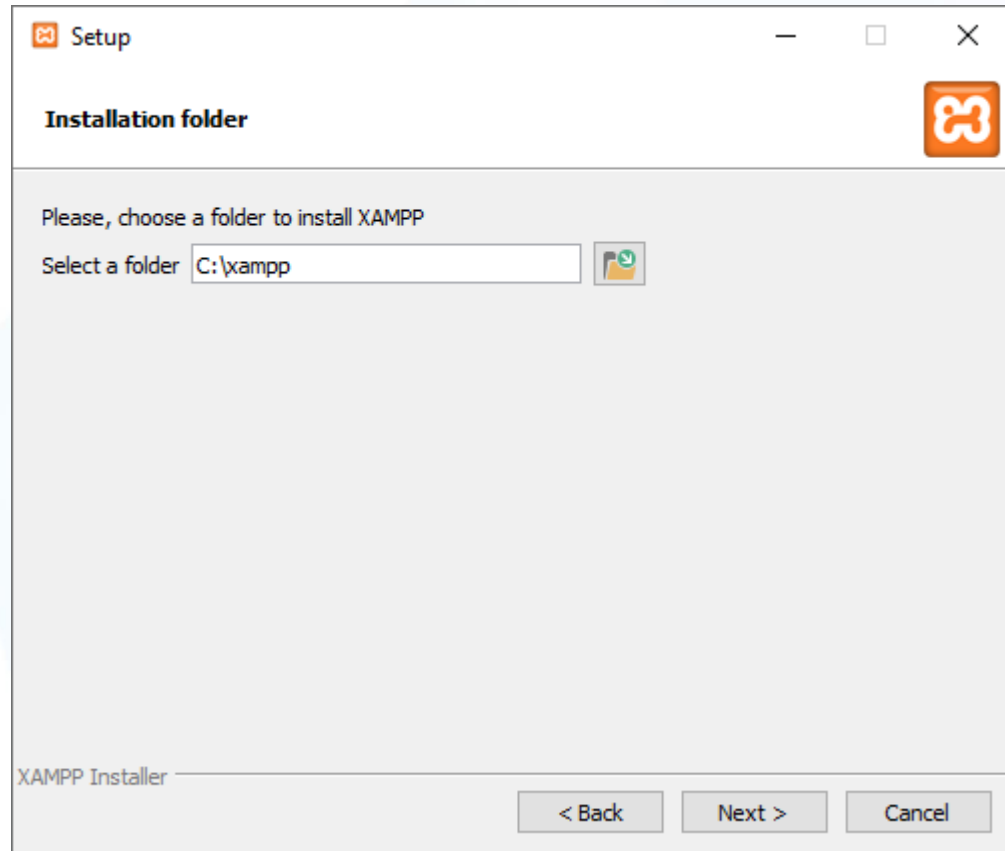 Setup
Installation folder
Please, choose a folder to install XAMPP
Select a folder C:\xampp
XAMPP Installer
< Back Next > Cancel